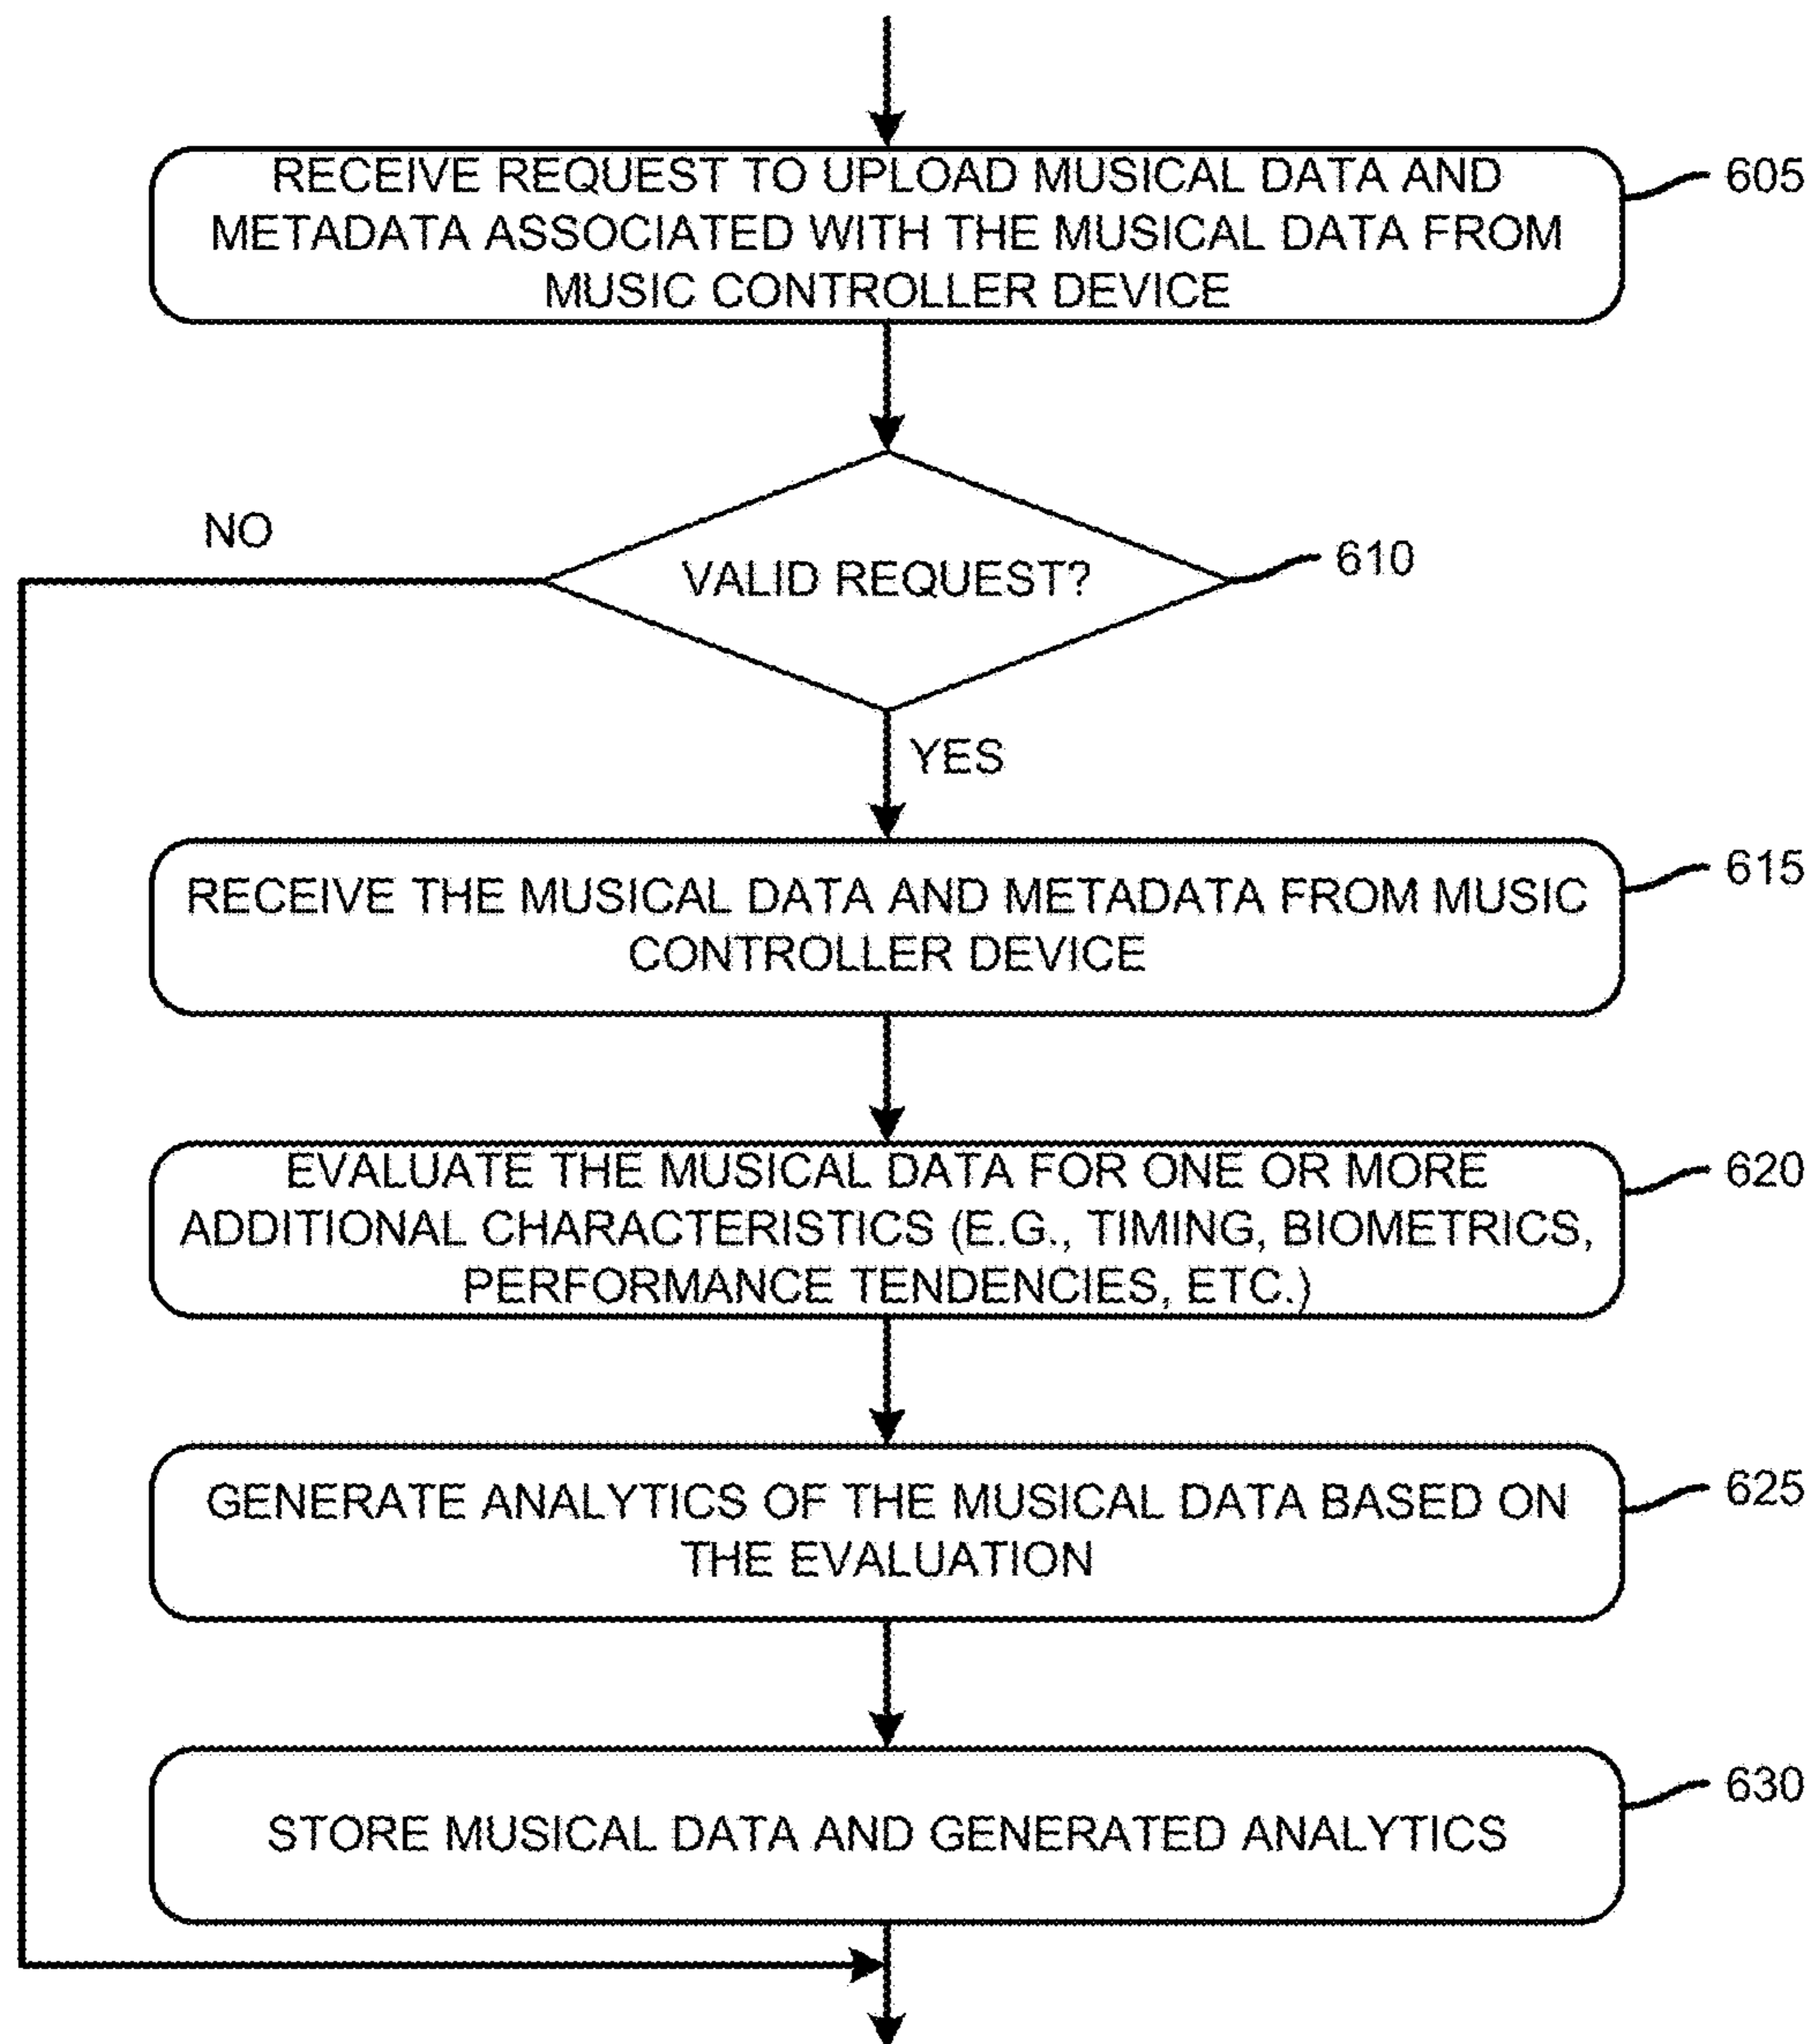 RECEIVE REQUEST TO UPLOAD MUSICAL DATA AND
METADATA ASSOCIATED WITH THE MUSICAL DATA FROM
MUSIC CONTROLLER DEVICE
605
NO
VALID REQUEST?
610
YES
RECEIVE THE MUSICAL DATA AND METADATA FROM MUSIC
CONTROLLER DEVICE
615
EVALUATE THE MUSICAL DATA FOR ONE OR MORE
ADDITIONAL CHARACTERISTICS (E.G., TIMING, BIOMETRICS,
PERFORMANCE TENDENCIES, ETC.)
620
GENERATE ANALYTICS OF THE MUSICAL DATA BASED ON
THE EVALUATION
625
STORE MUSICAL DATA AND GENERATED ANALYTICS
630